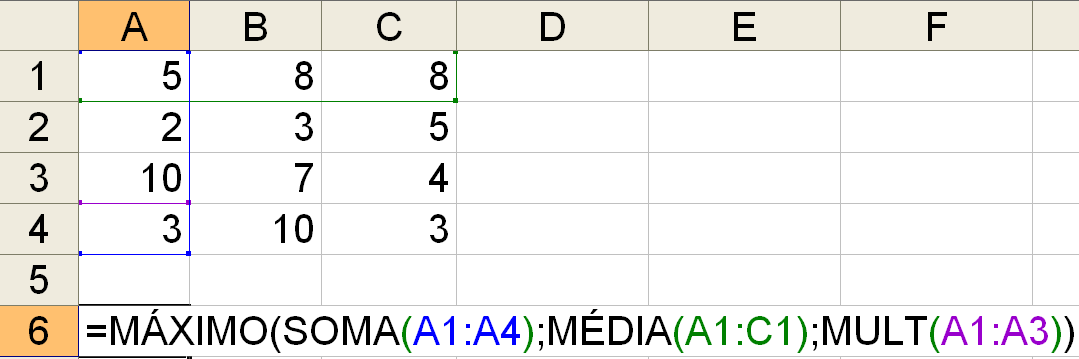 A B C D E F
1 5 8 8
2 2 3 5
3 10 7 4
4 3 10 3
5
6 =MÁXIMO(SOMA(A1:A4);MÉDIA(A1:C1);MULT(A1:A3))